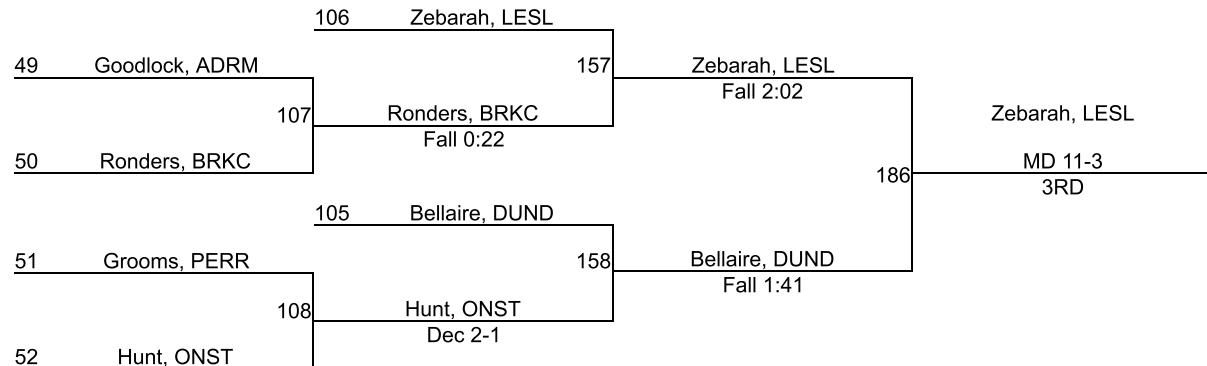 106 Zebarah, LESL
49 Goodlock, ADRM
157 Zebarah, LESL
Fall 2:02
107 Ronders, BRKC
Fall 0:22
Zebarah, LESL
50 Ronders, BRKC
186 MD 11-3
3RD
105 Bellaire, DUND
51 Grooms, PERR
158 Bellaire, DUND
Fall 1:41
108 Hunt, ONST
Dec 2-1
52 Hunt, ONST